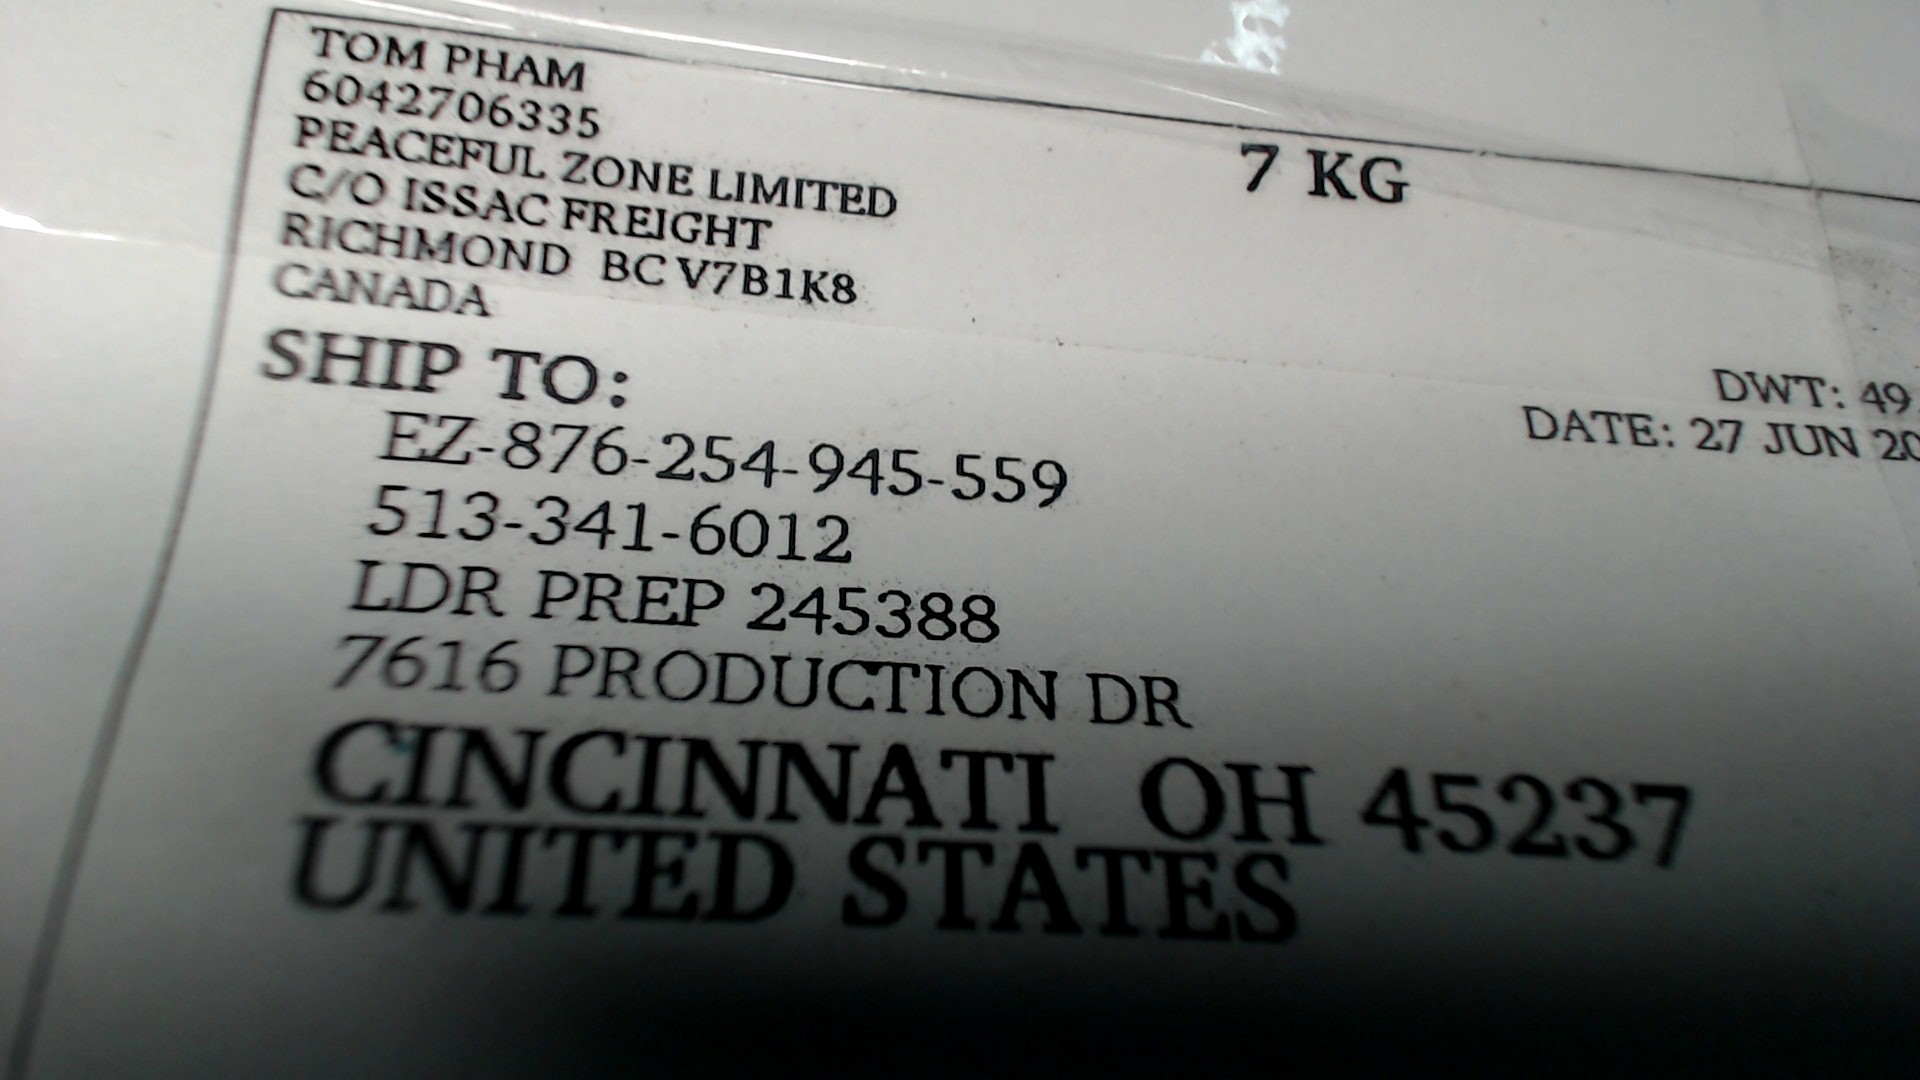 TOM PHAM
6042706335
PEACEFUL ZONE LIMITED
C/O ISSAC FREIGHT
RICHMOND BC V7B1K8
CANADA
7 KG
DWT: 49
DATE: 27 JUN 20
SHIP TO:
EZ-876-254-945-559
513-341-6012
LDR PREP 245388
7616 PRODUCTION DR
CINCINNATI OH 45237
UNITED STATES